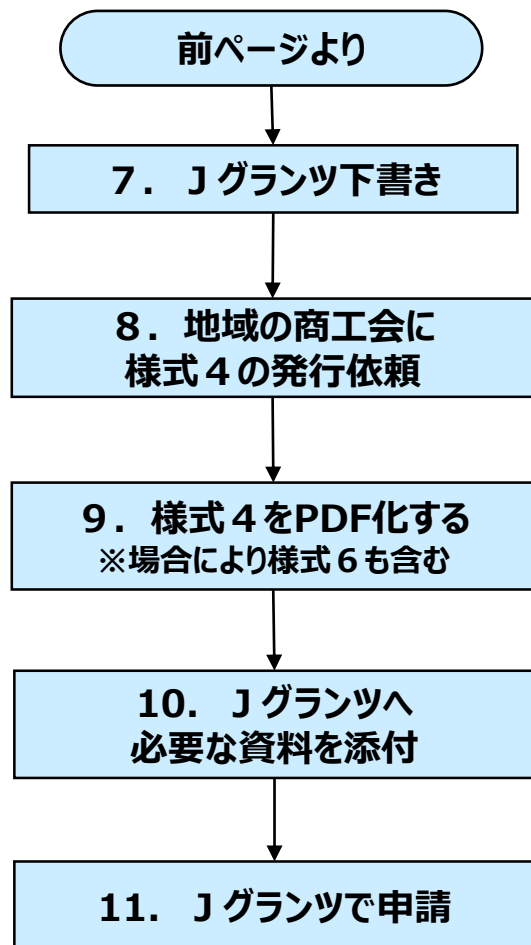 前ページより
７． Ｊグランツ下書き
８．地域の商工会に
様式４の発行依頼
９．様式４をPDF化する
※場合により様式６も含む
10． Ｊグランツへ
必要な資料を添付
11． Ｊグランツで申請